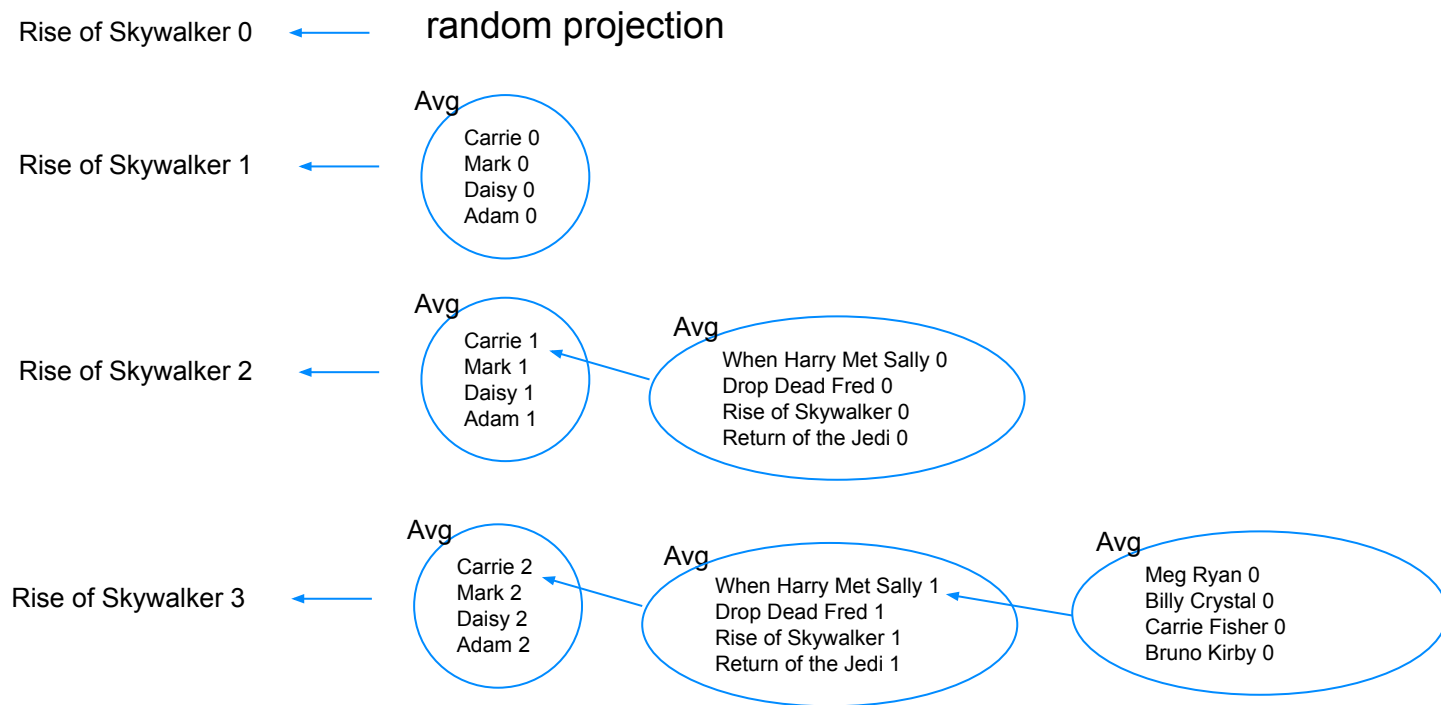 Rise of Skywalker 0
random projection
Rise of Skywalker 1
Avg
Carrie 0
Mark 0
Daisy 0
Adam 0
Rise of Skywalker 2
Avg
Carrie 1
Mark 1
Daisy 1
Adam 1
Avg
When Harry Met Sally 0
Drop Dead Fred 0
Rise of Skywalker 0
Return of the Jedi 0
Rise of Skywalker 3
Avg
Carrie 2
Mark 2
Daisy 2
Adam 2
Avg
When Harry Met Sally 1
Drop Dead Fred 1
Rise of Skywalker 1
Return of the Jedi 1
Avg
Meg Ryan 0
Billy Crystal 0
Carrie Fisher 0
Bruno Kirby 0